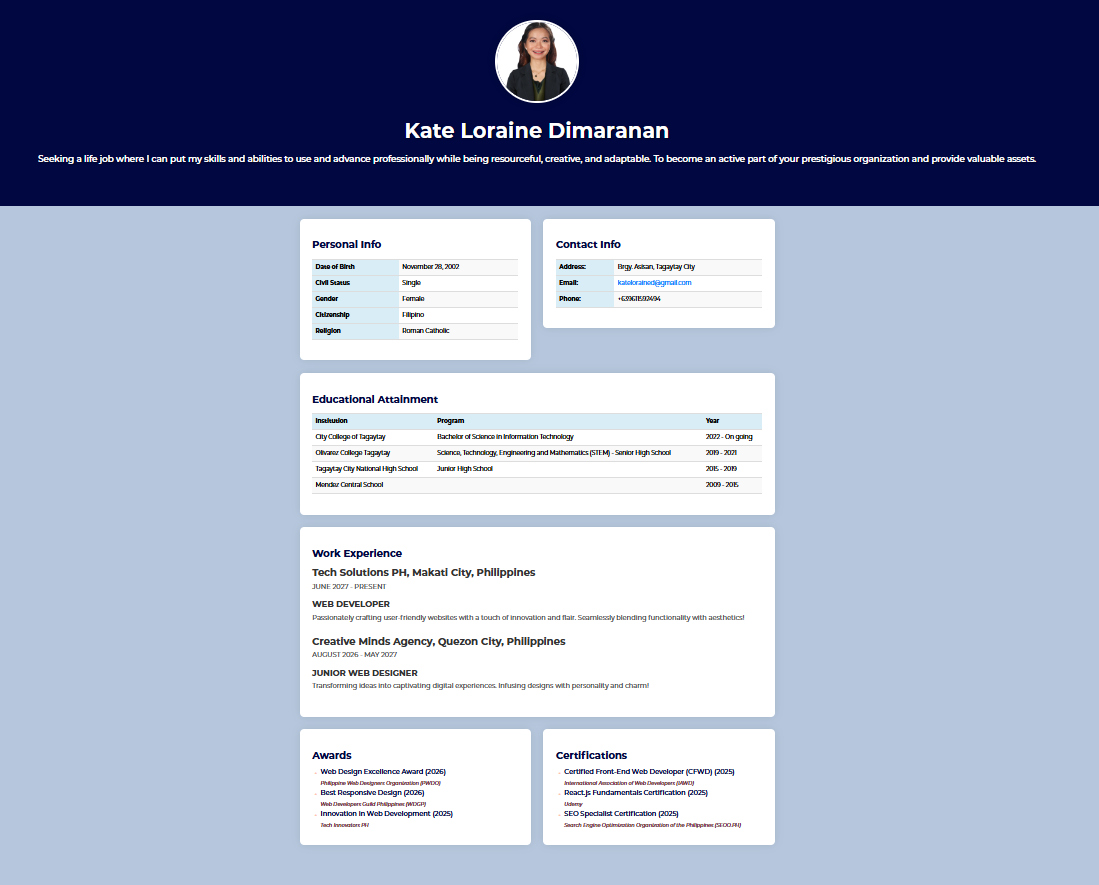 Kate Loraine Dimaranan
Seeking a life job where I can put my skills and abilities to use and advance professionally while being resourceful, creative, and adaptable. To become an active part of your prestigious organization and provide valuable assets.
Personal Info
Date of Birth November 28, 2002
Civil Status Single
Gender Female
Citizenship Filipino
Religion Roman Catholic
Contact Info
Address: Brgy. Asisan, Tagaytay City
Email: katelorained@gmail.com
Phone: +639611592494
Educational Attainment
Institution Program Year
City College of Tagaytay Bachelor of Science in Information Technology 2022 - On going
Olivarez College Tagaytay Science, Technology, Engineering and Mathematics (STEM) - Senior High School 2019 - 2021
Tagaytay City National High School Junior High School 2015 - 2019
Mendez Central School 2009 - 2015
Work Experience
Tech Solutions PH, Makati City, Philippines
JUNE 2027 - PRESENT
WEB DEVELOPER
Passionately crafting user-friendly websites with a touch of innovation and flair. Seamlessly blending functionality with aesthetics!
Creative Minds Agency, Quezon City, Philippines
AUGUST 2026 - MAY 2027
JUNIOR WEB DESIGNER
Transforming ideas into captivating digital experiences. Infusing designs with personality and charm!
Awards
Web Design Excellence Award (2026)
Philippine Web Designers Organization (PWDO)
Best Responsive Design (2026)
Web Developers Guild Philippines (WDGP)
Innovation in Web Development (2025)
Tech Innovators PH
Certifications
Certified Front-End Web Developer (CFWD) (2025)
International Association of Web Developers (IAWD)
React.js Fundamentals Certification (2025)
Udemy
SEO Specialist Certification (2025)
Search Engine Optimization Organization of the Philippines (SEOO.PH)